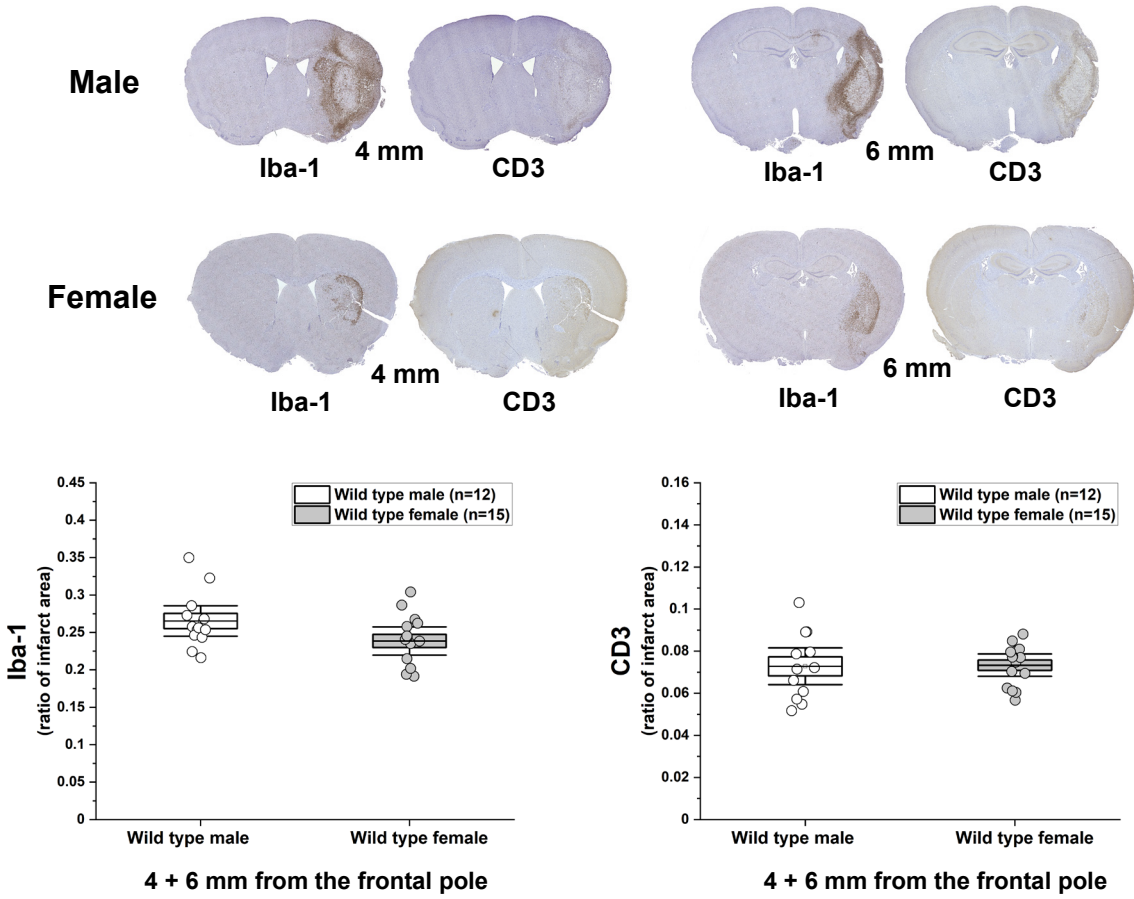 Male
4 mm
6 mm
Iba-1
CD3
Iba-1
CD3
Female
4 mm
6 mm
Iba-1
CD3
Iba-1
CD3
Iba-1
(ratio of infarct area)
0.45
0.4
0.35
0.3
0.25
0.2
0.15
0.1
0.05
0
Wild type male (n=12)
Wild type female (n=15)
Wild type male
Wild type female
4 + 6 mm from the frontal pole
CD3
(ratio of infarct area)
0.16
0.14
0.12
0.1
0.08
0.06
0.04
0.02
0
Wild type male (n=12)
Wild type female (n=15)
Wild type male
Wild type female
4 + 6 mm from the frontal pole